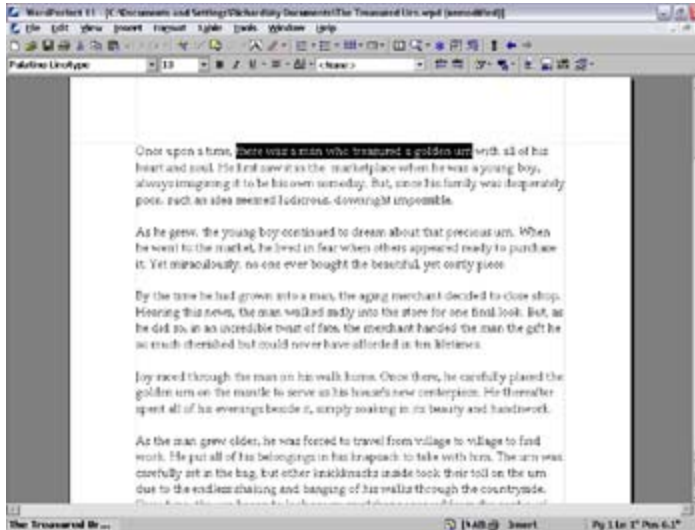 WordPerfect 11 - [C:\Documents and Settings\Richard\My Documents\The Treasured Urn.wpd (unmodified)]
File Edit View Insert Format Table Tools Window Help
Palatino Linotype 13 <None>
Once upon a time, there was a man who treasured a golden urn with all of his
heart and soul. He first saw it in the marketplace when he was a young boy,
always imagining it to be his own someday. But, since his family was desperately
poor, such an idea seemed ludicrous, downright impossible.
As he grew, the young boy continued to dream about that precious urn. When
he went to the market, he lived in fear when others appeared ready to purchase
it. Yet miraculously, no one ever bought the beautiful, yet costly piece.
By the time he had grown into a man, the aging merchant decided to close shop.
Hearing this news, the man walked sadly into the store for one final look. But, as
he did so, in an incredible twist of fate, the merchant handed the man the gift he
so much cherished but could never have afforded in ten lifetimes.
Joy raced through the man on his walk home. Once there, he carefully placed the
golden urn on the mantle to serve as his house's new centerpiece. He thereafter
spent all of his evenings beside it, simply soaking in its beauty and handiwork.
As the man grew older, he was forced to travel from village to village to find
work. He put all of his belongings in his knapsack to take with him. The urn was
carefully set in the bag, but other knickknacks inside took their toll on the urn
due to the endless shaking and banging of his walks through the countryside.
The Treasured Ur... Insert Pg 1 Ln 1" Pos 6.1"